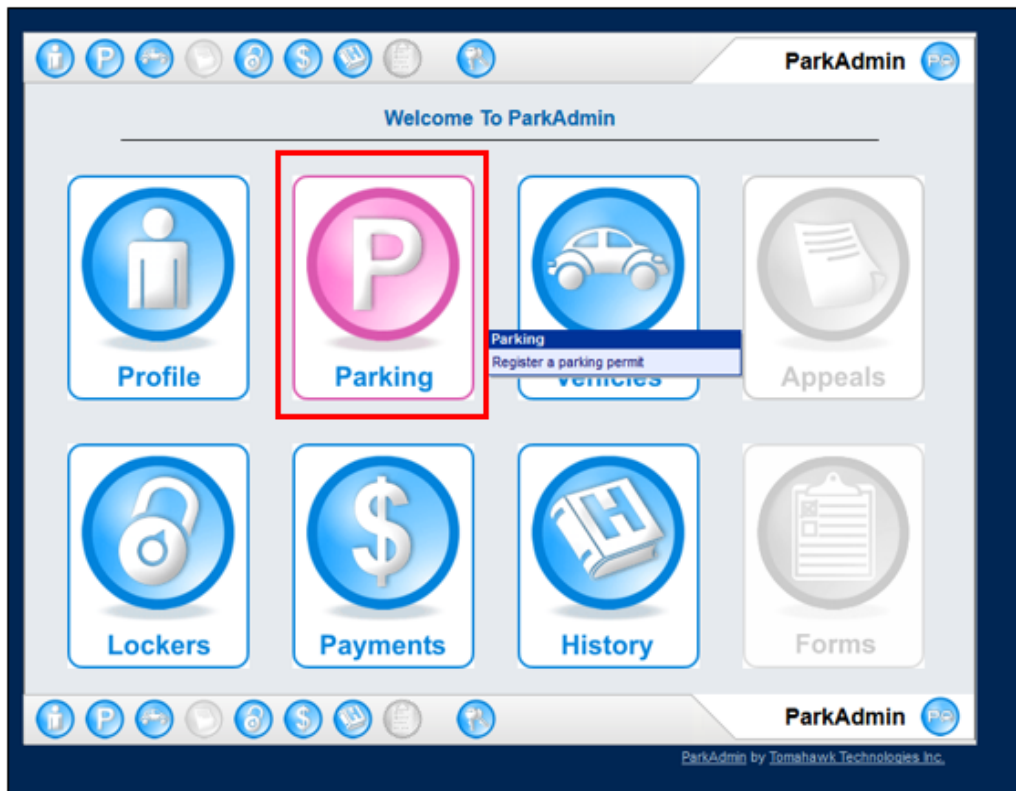 P
ParkAdmin
Welcome To ParkAdmin
P
Profile
Parking
Vehicles
Appeals
Parking
Register a parking permit
$
H
Lockers
Payments
History
Forms
P
$
ParkAdmin
ParkAdmin by Tomahawk Technologies Inc.